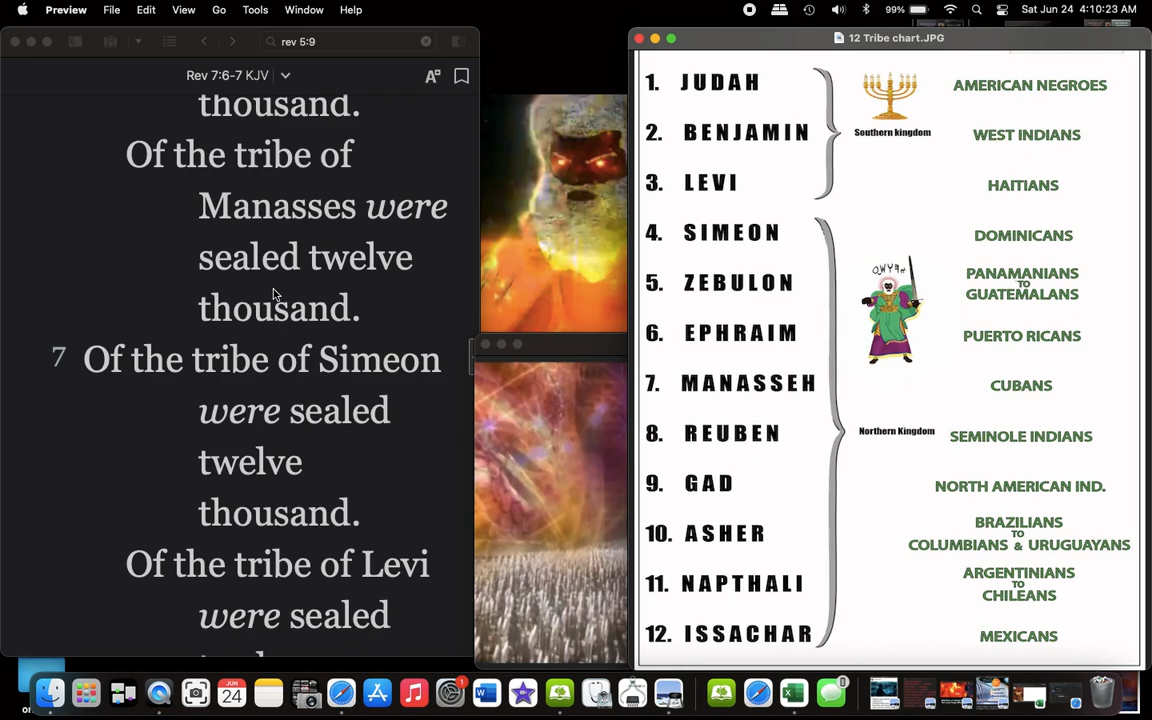 Preview File Edit View Go Tools Window Help 99% Sat Jun 24 4:10:23 AM
rev 5:9
Rev 7:6-7 KJV
thousand.
Of the tribe of
Manasses were
sealed twelve
thousand.
7 Of the tribe of Simeon
were sealed
twelve
thousand.
Of the tribe of Levi
were sealed
12 Tribe chart.JPG
1. JUDAH
2. BENJAMIN
3. LEVI
4. SIMEON
5. ZEBULON
6. EPHRAIM
7. MANASSEH
8. REUBEN
9. GAD
10. ASHER
11. NAPTHALI
12. ISSACHAR
Southern kingdom
Northern Kingdom
AMERICAN NEGROES
WEST INDIANS
HAITIANS
DOMINICANS
PANAMANIANS
TO
GUATEMALANS
PUERTO RICANS
CUBANS
SEMINOLE INDIANS
NORTH AMERICAN IND.
BRAZILIANS
TO
COLUMBIANS & URUGUAYANS
ARGENTINIANS
TO
CHILEANS
MEXICANS
JUN
24
1